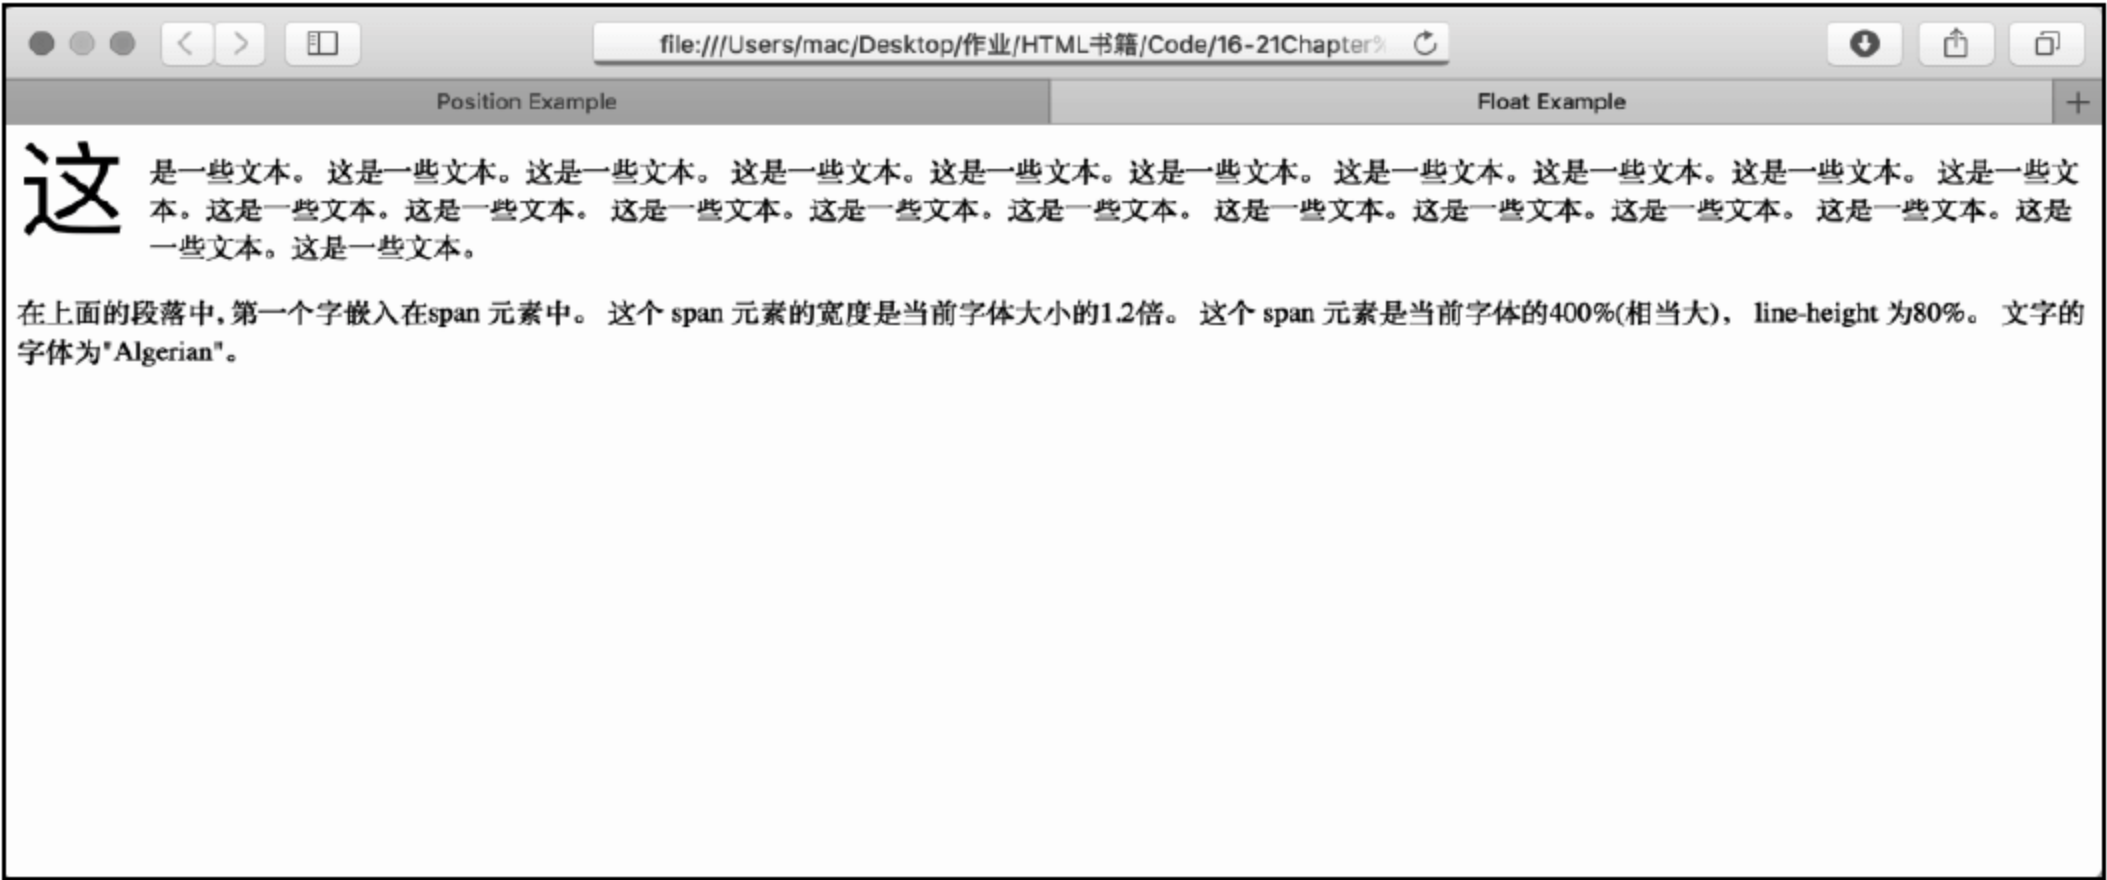 file:///Users/mac/Desktop/作业/HTML书籍/Code/16-21Chapter%
Position Example
Float Example
这
是一些文本。 这是一些文本。这是一些文本。 这是一些文本。这是一些文本。这是一些文本。 这是一些文本。这是一些文本。这是一些文本。 这是一些文
本。这是一些文本。这是一些文本。 这是一些文本。这是一些文本。这是一些文本。 这是一些文本。这是一些文本。这是一些文本。 这是一些文本。这是
一些文本。这是一些文本。
在上面的段落中,第一个字嵌入在span 元素中。 这个 span 元素的宽度是当前字体大小的1.2倍。 这个 span 元素是当前字体的400%(相当大), line-height 为80%。 文字的
字体为"Algerian"。